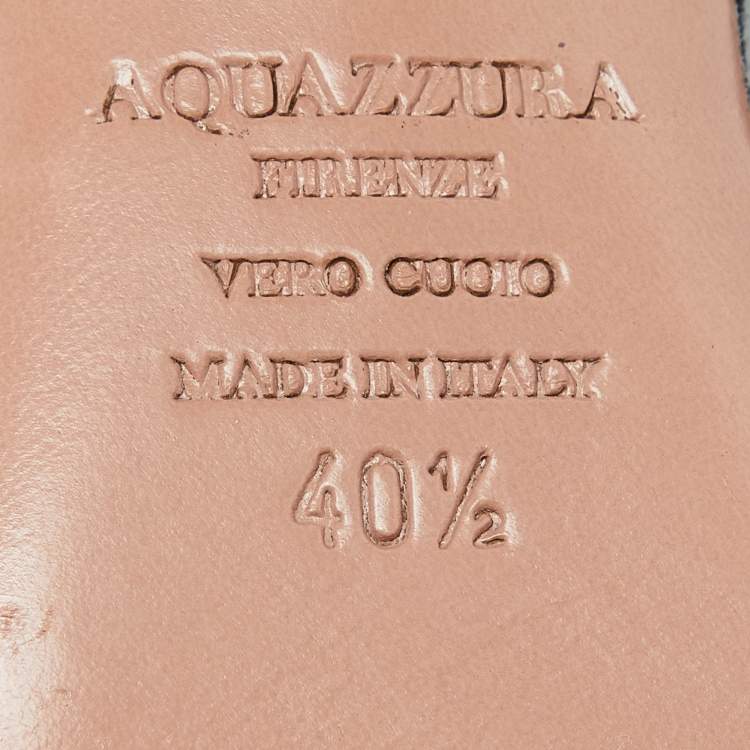 AQUAZZURA
FIRENZE
VERO CUOIO
MADE IN ITALY
40½